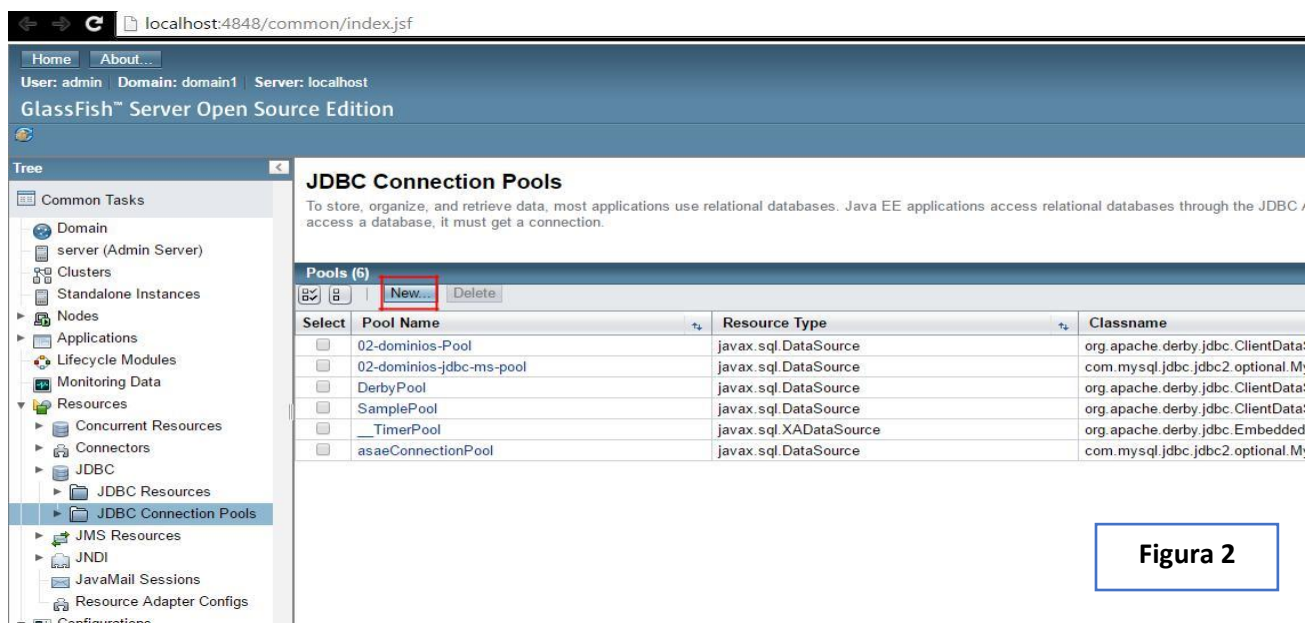 localhost:4848/common/index.jsf
Home About...
User: admin Domain: domain1 Server: localhost
GlassFish™ Server Open Source Edition
Tree
Common Tasks
Domain
server (Admin Server)
Clusters
Standalone Instances
Nodes
Applications
Lifecycle Modules
Monitoring Data
Resources
Concurrent Resources
Connectors
JDBC
JDBC Resources
JDBC Connection Pools
JMS Resources
JNDI
JavaMail Sessions
Resource Adapter Configs
Configurations
JDBC Connection Pools
To store, organize, and retrieve data, most applications use relational databases. Java EE applications access relational databases through the JDBC
access a database, it must get a connection.
Pools (6)
New... Delete
Select Pool Name Resource Type Classname
02-dominios-Pool javax.sql.DataSource org.apache.derby.jdbc.ClientData
02-dominios-jdbc-ms-pool javax.sql.DataSource com.mysql.jdbc.jdbc2.optional.My
DerbyPool javax.sql.DataSource org.apache.derby.jdbc.ClientData
SamplePool javax.sql.DataSource org.apache.derby.jdbc.ClientData
__TimerPool javax.sql.XADataSource org.apache.derby.jdbc.Embedded
asaeConnectionPool javax.sql.DataSource com.mysql.jdbc.jdbc2.optional.My
Figura 2